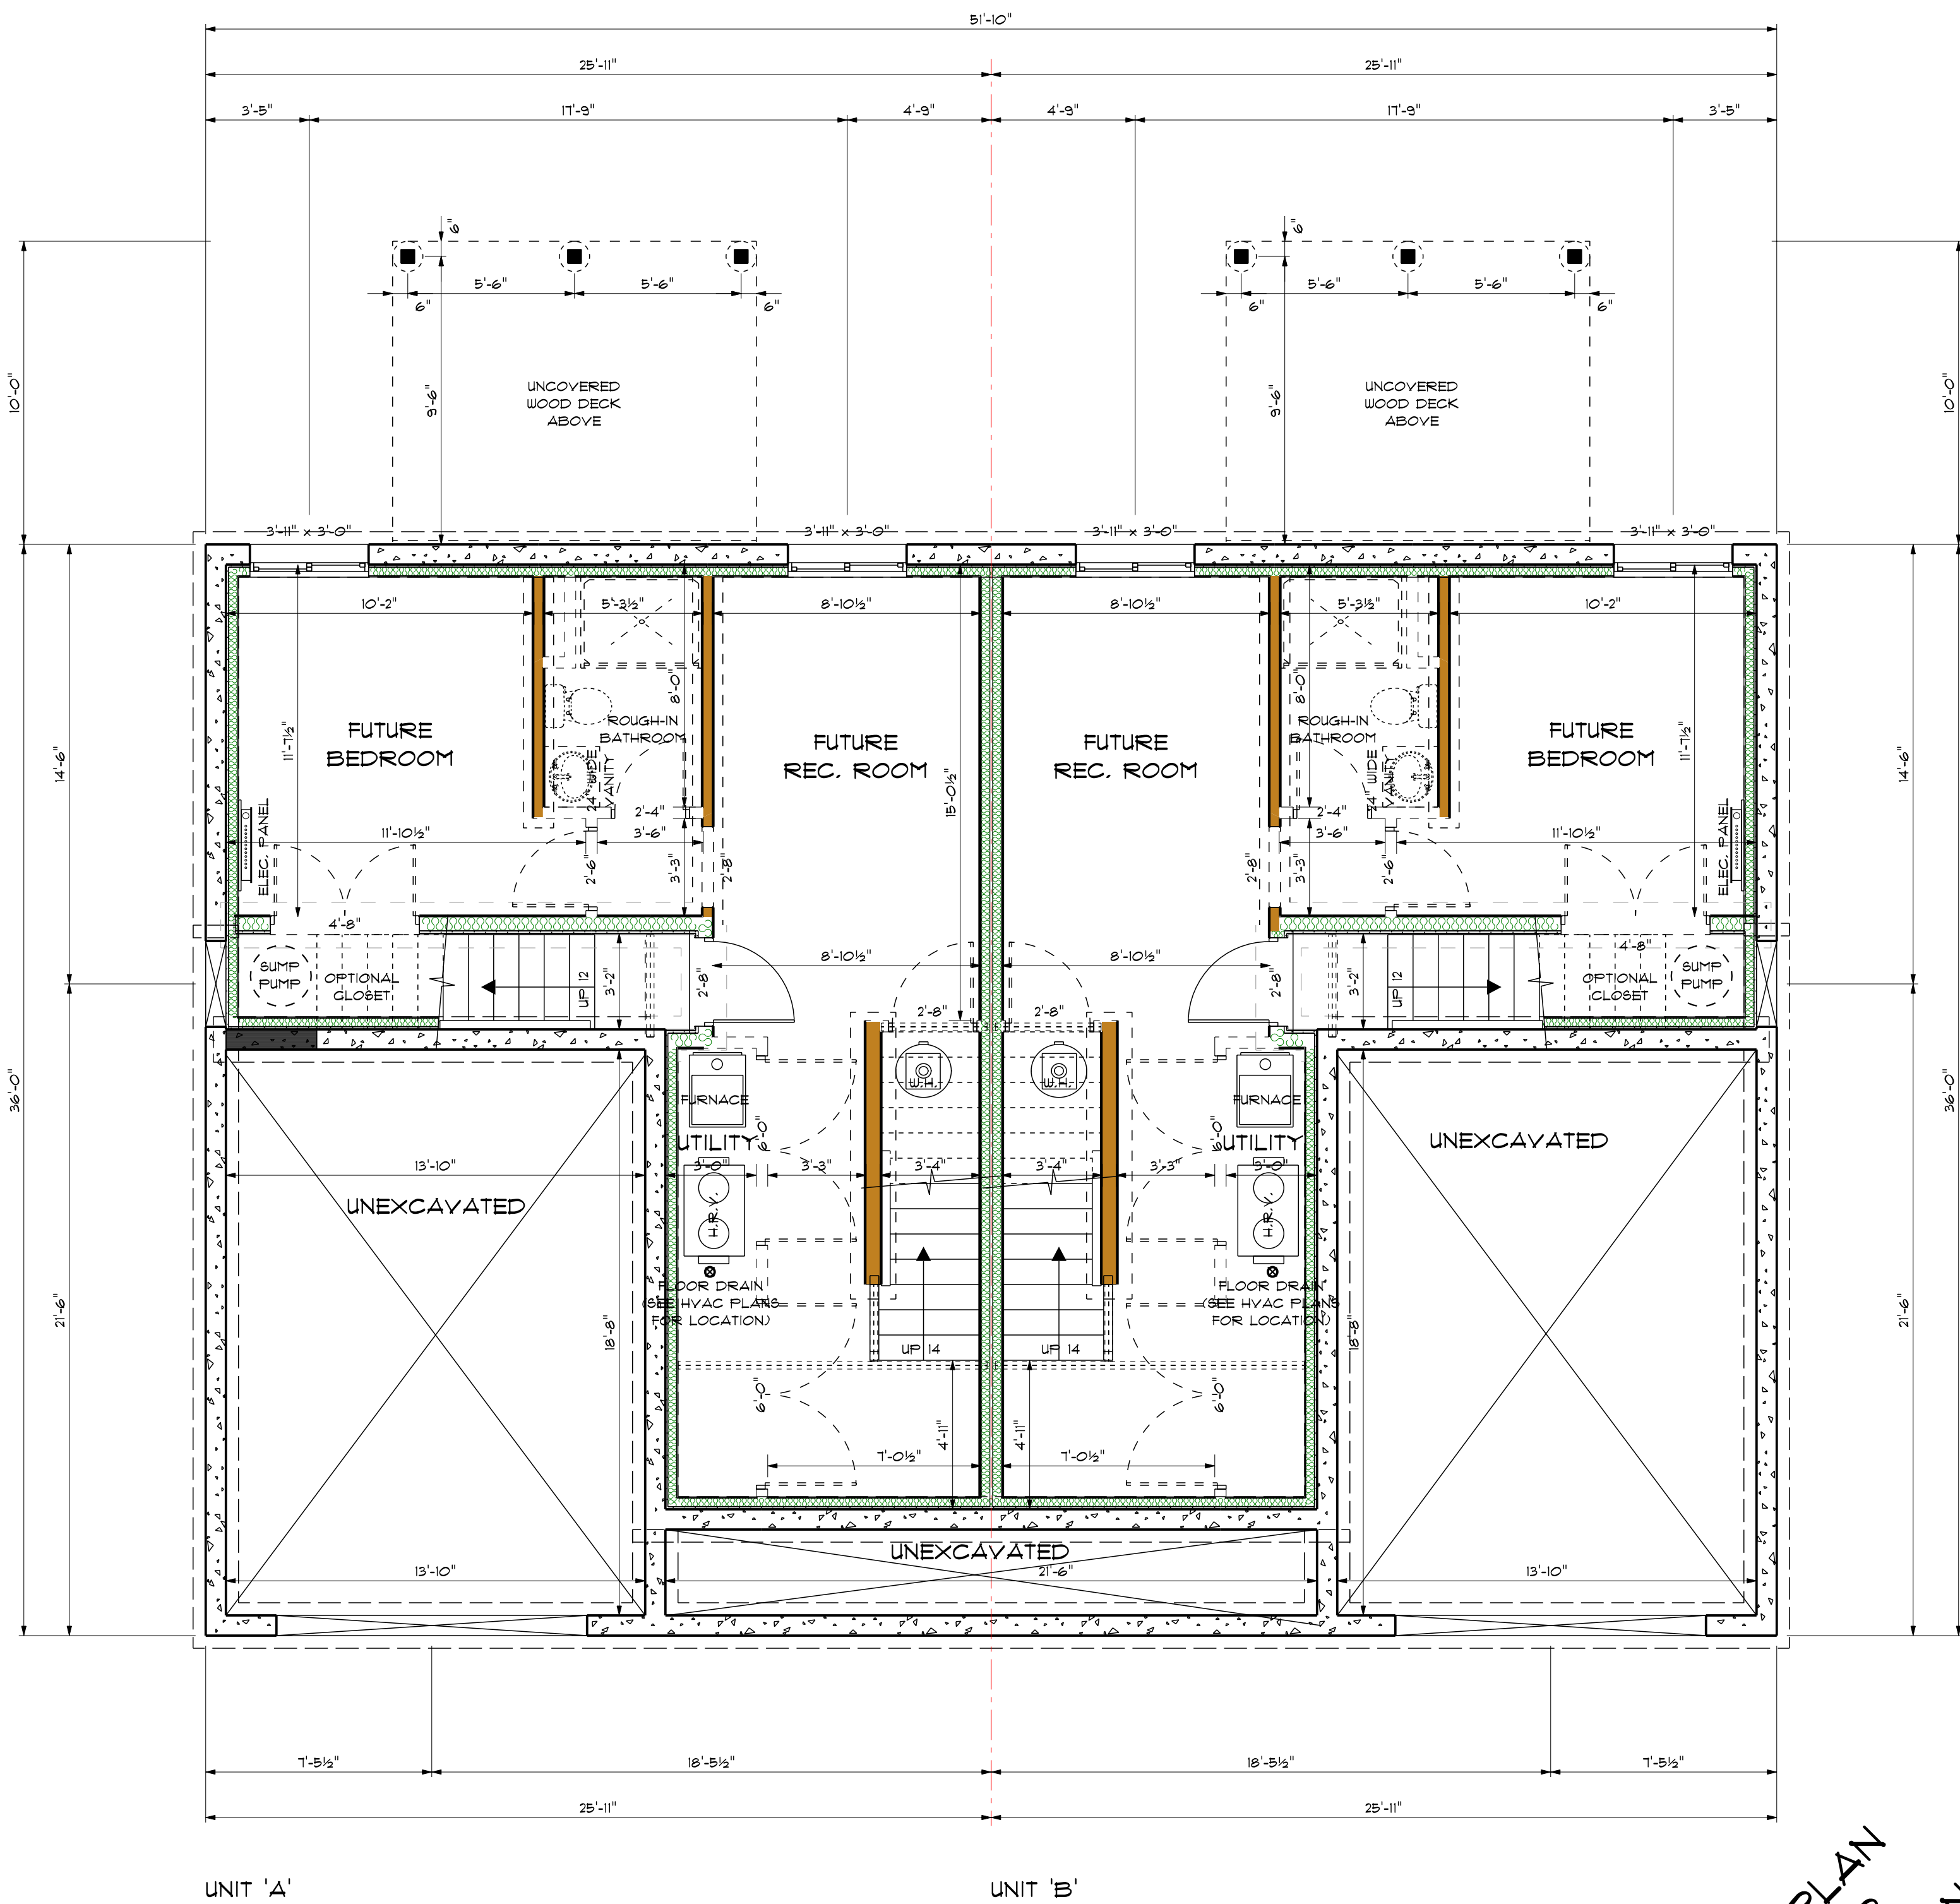 51'-10"
25'-11" 25'-11"
3'-5" 17'-9" 4'-9" 4'-9" 17'-9" 3'-5"
6" 6"
5'-6" 5'-6" 5'-6" 5'-6"
6" 6" 6" 6"
10'-0" 9'-6" 9'-6" 10'-0"
UNCOVERED
WOOD DECK
ABOVE
UNCOVERED
WOOD DECK
ABOVE
3'-11" x 3'-0" 3'-11" x 3'-0" 3'-11" x 3'-0" 3'-11" x 3'-0"
10'-2" 5'-3½" 8'-10½" 8'-10½" 5'-3½" 10'-2"
14'-6" 11'-7½" 8'-0" 15'-0½" 8'-0" 11'-7½" 14'-6"
FUTURE
BEDROOM
ROUGH-IN
BATHROOM
FUTURE
REC. ROOM
FUTURE
REC. ROOM
ROUGH-IN
BATHROOM
FUTURE
BEDROOM
24" WIDE
VANITY
24" WIDE
VANITY
2'-4" 2'-4"
ELEC. PANEL
ELEC. PANEL
11'-10½" 3'-6" 3'-6" 11'-10½"
2'-6" 3'-3" 2'-8" 2'-8" 3'-3" 2'-6"
4'-8" 4'-8"
SUMP
PUMP
OPTIONAL
CLOSET
UP 12
3'-2" 2'-8"
8'-10½" 8'-10½"
2'-8" 3'-2"
UP 12
OPTIONAL
CLOSET
SUMP
PUMP
2'-8" 2'-8"
36'-0" 36'-0"
W.H. W.H.
FURNACE FURNACE
UTILITY UTILITY
6'-0" 6'-0"
UNEXCAVATED
13'-10" 3'-0" 3'-3" 3'-4" 3'-4" 3'-3" 3'-0"
UNEXCAVATED
H.R.V. H.R.V.
FLOOR DRAIN
(SEE HVAC PLANS
FOR LOCATION)
FLOOR DRAIN
(SEE HVAC PLANS
FOR LOCATION)
21'-6" 18'-8" 18'-8" 21'-6"
UP 14 UP 14
6'-0" 6'-0"
4'-11" 4'-11"
7'-0½" 7'-0½"
UNEXCAVATED
13'-10" 21'-6" 13'-10"
7'-5½" 18'-5½" 18'-5½" 7'-5½"
25'-11" 25'-11"
UNIT 'A' UNIT 'B'
PLAN